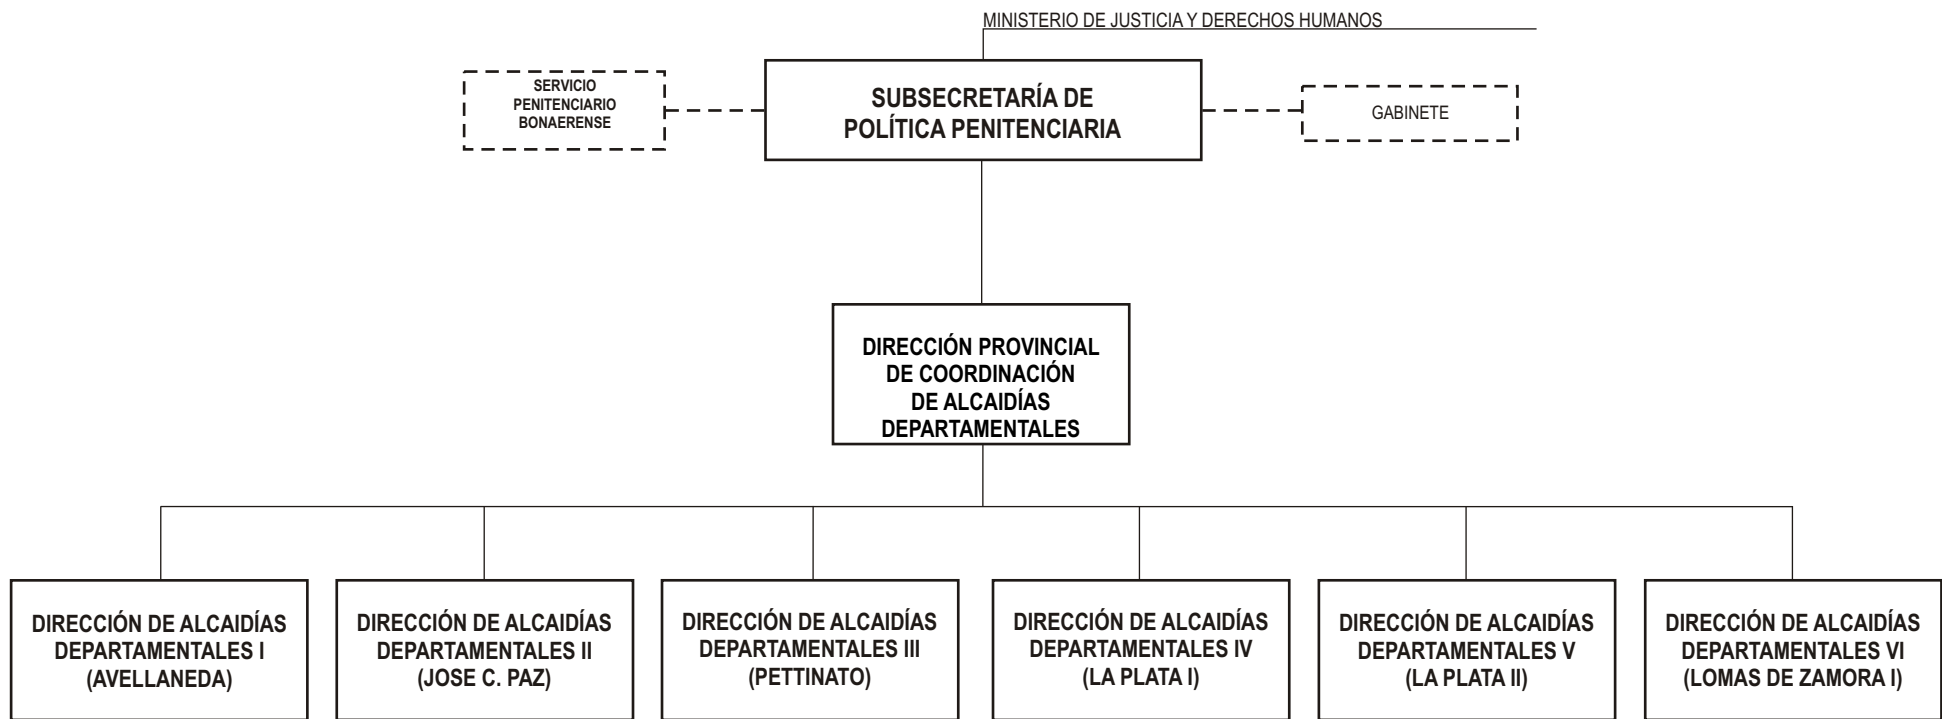 MINISTERIO DE JUSTICIA Y DERECHOS HUMANOS
SERVICIO
PENITENCIARIO
BONAERENSE
SUBSECRETARÍA DE
POLÍTICA PENITENCIARIA
GABINETE
DIRECCIÓN PROVINCIAL
DE COORDINACIÓN
DE ALCAIDÍAS
DEPARTAMENTALES
DIRECCIÓN DE ALCAIDÍAS
DEPARTAMENTALES I
(AVELLANEDA)
DIRECCIÓN DE ALCAIDÍAS
DEPARTAMENTALES II
(JOSE C. PAZ)
DIRECCIÓN DE ALCAIDÍAS
DEPARTAMENTALES III
(PETTINATO)
DIRECCIÓN DE ALCAIDÍAS
DEPARTAMENTALES IV
(LA PLATA I)
DIRECCIÓN DE ALCAIDÍAS
DEPARTAMENTALES V
(LA PLATA II)
DIRECCIÓN DE ALCAIDÍAS
DEPARTAMENTALES VI
(LOMAS DE ZAMORA I)